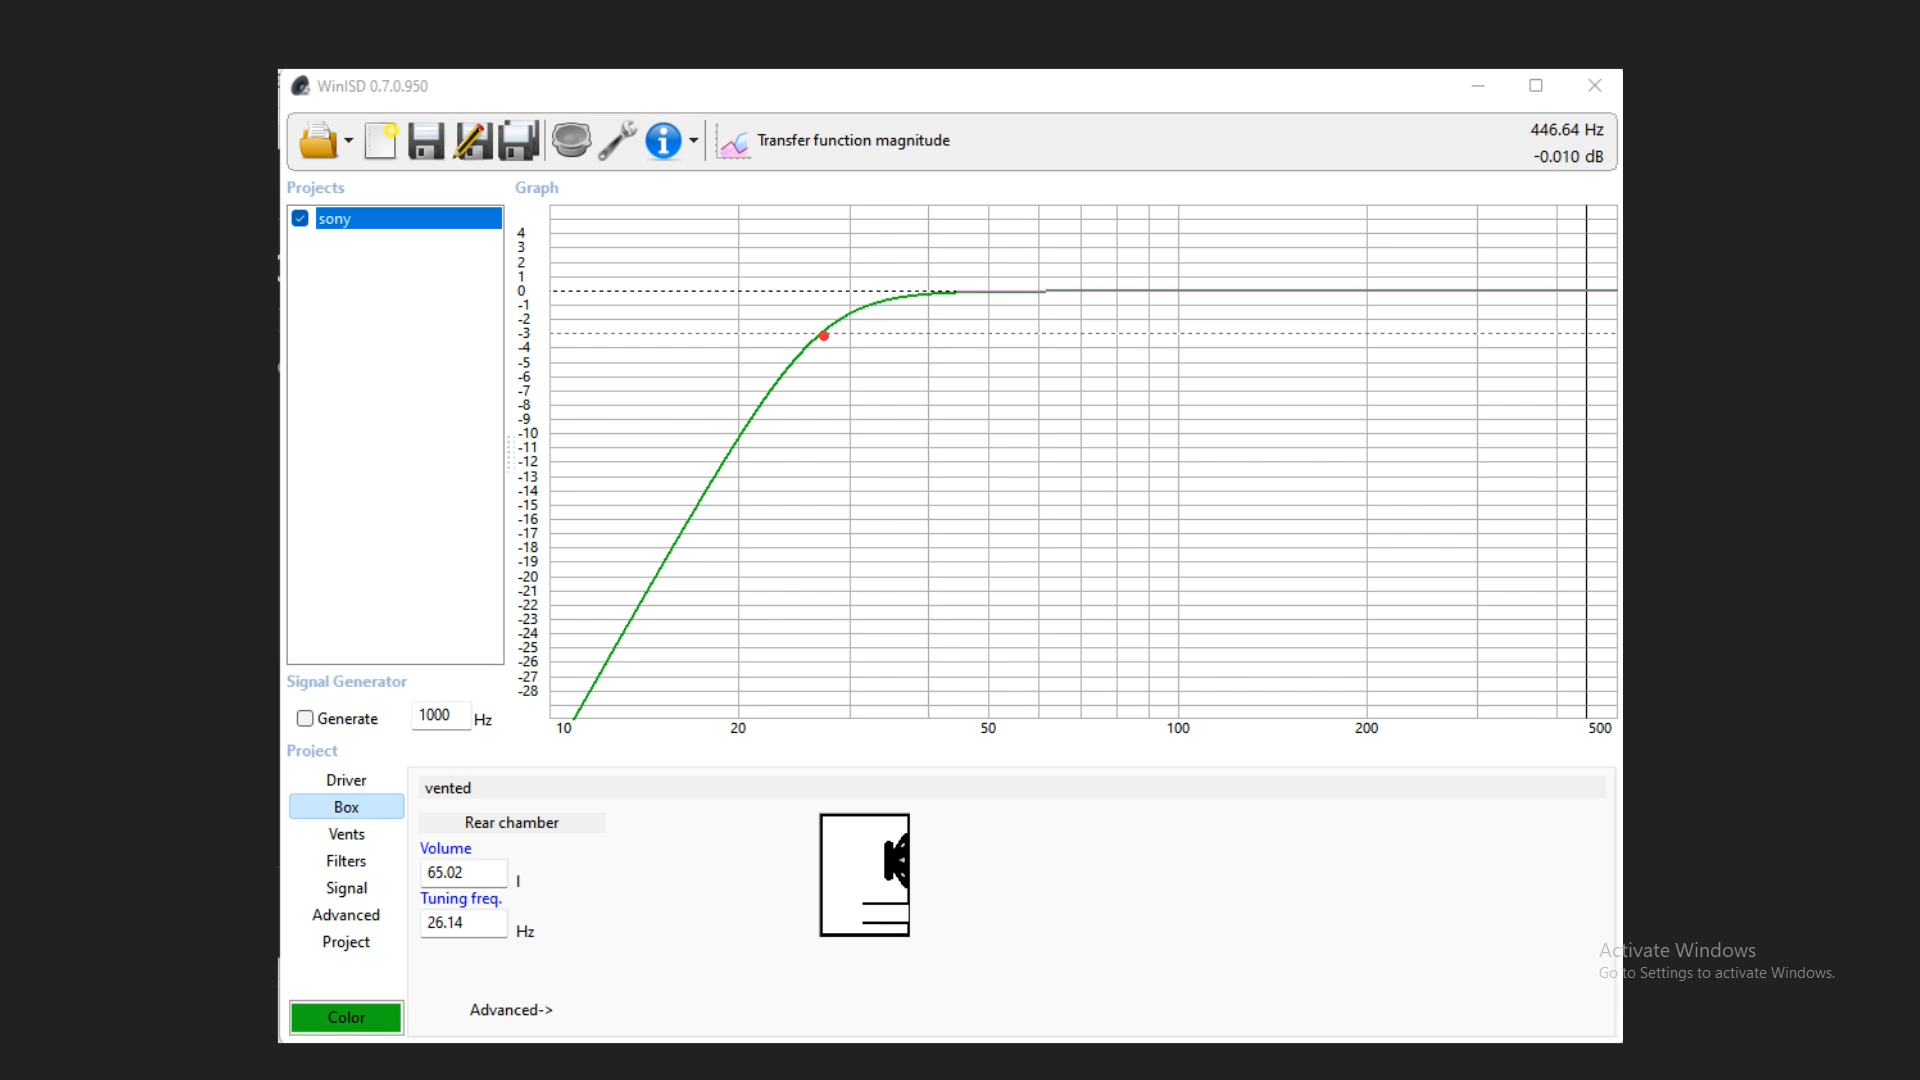 WinISD 0.7.0.950
Transfer function magnitude
446.64 Hz
-0.010 dB
Projects
Graph
sony
4
3
2
1
0
-1
-2
-3
-4
-5
-6
-7
-8
-9
-10
-11
-12
-13
-14
-15
-16
-17
-18
-19
-20
-21
-22
-23
-24
-25
-26
-27
-28
10 20 50 100 200 500
Signal Generator
Generate 1000 Hz
Project
Driver
Box
Vents
Filters
Signal
Advanced
Project
Color
vented
Rear chamber
Volume
65.02 l
Tuning freq.
26.14 Hz
Advanced->
Activate Windows
Go to Settings to activate Windows.